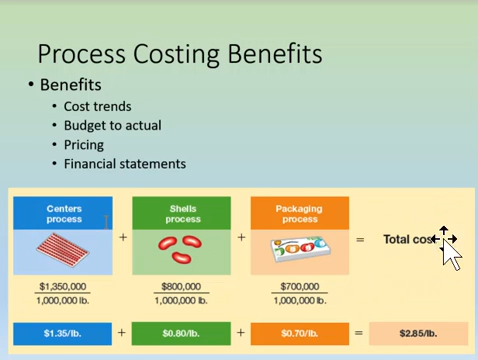 Process Costing Benefits
• Benefits
• Cost trends
• Budget to actual
• Pricing
• Financial statements
Centers process + Shells process + Packaging process = Total
$1,350,000 $800,000 $700,000
1,000,000 lb. 1,000,000 lb. 1,000,000 lb.
$1.35/lb. + $0.80/lb. + $0.70/lb. = $2.85/lb.